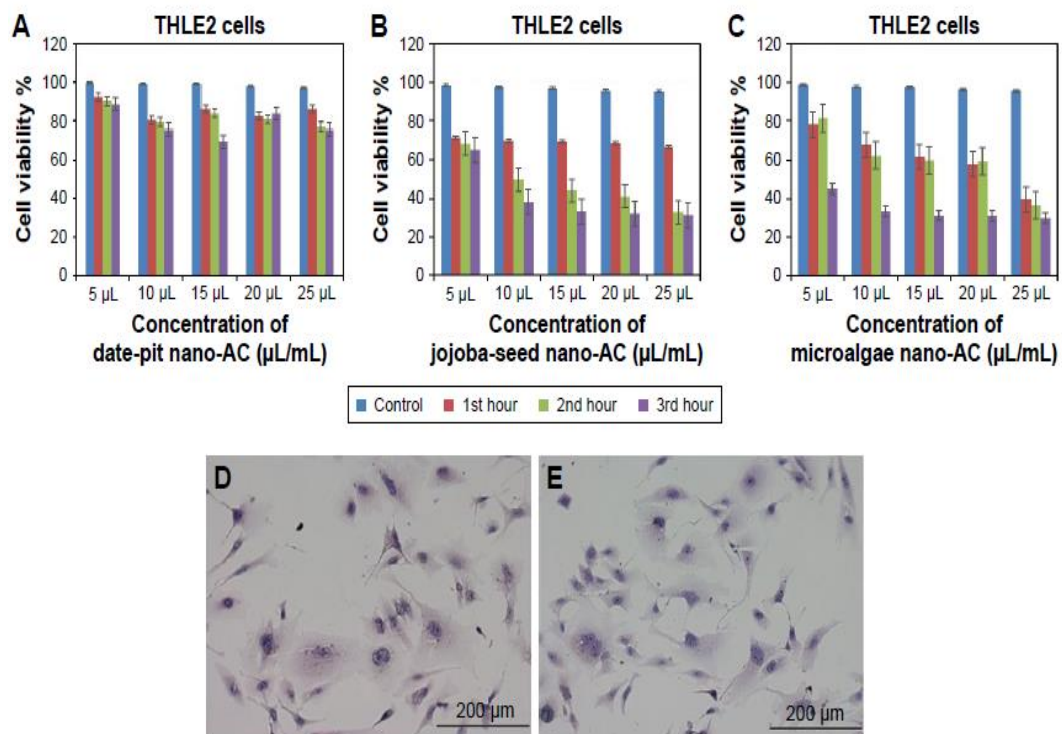 A
THLE2 cells
120
100
80
60
40
20
0
Cell viability %
5 µL 10 µL 15 µL 20 µL 25 µL
Concentration of
date-pit nano-AC (µL/mL)
B
THLE2 cells
120
100
80
60
40
20
0
Cell viability %
5 µL 10 µL 15 µL 20 µL 25 µL
Concentration of
jojoba-seed nano-AC (µL/mL)
C
THLE2 cells
120
100
80
60
40
20
0
Cell viability %
5 µL 10 µL 15 µL 20 µL 25 µL
Concentration of
microalgae nano-AC (µL/mL)
Control 1st hour 2nd hour 3rd hour
D
200 µm
E
200 µm